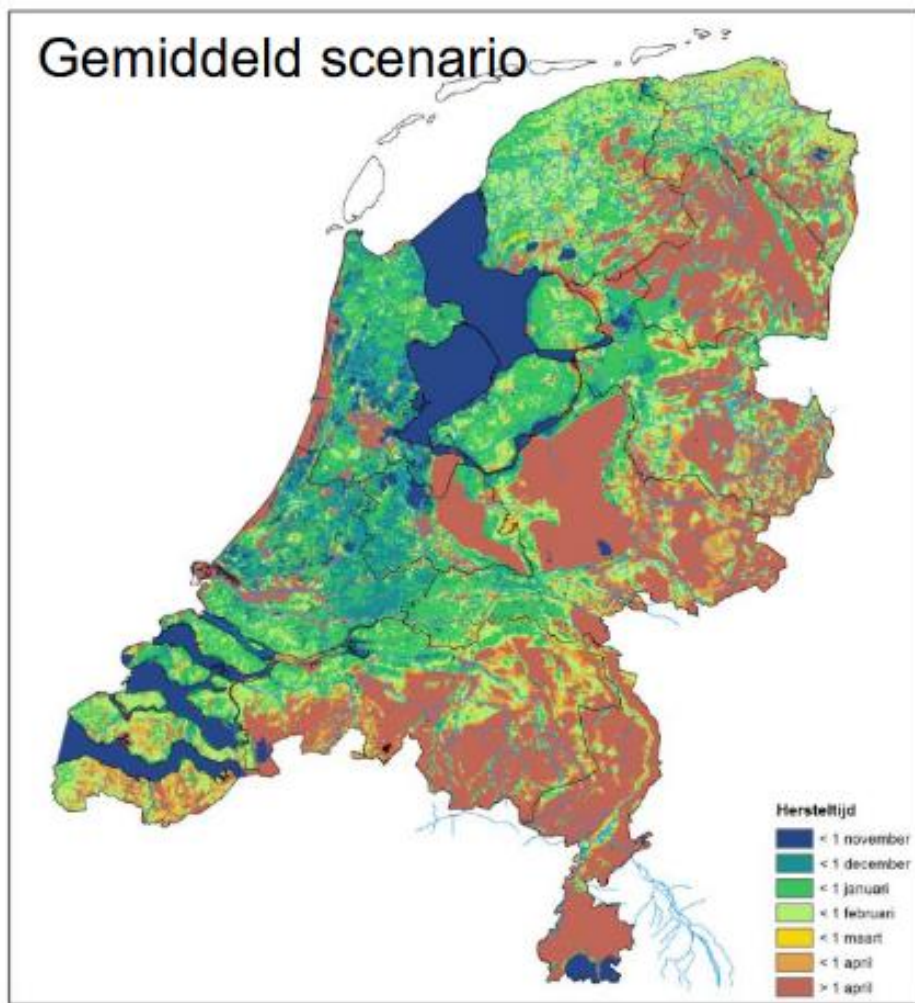 Gemiddeld scenario
Hersteltijd
< 1 november
< 1 december
< 1 januari
< 1 februari
< 1 maart
< 1 april
> 1 april